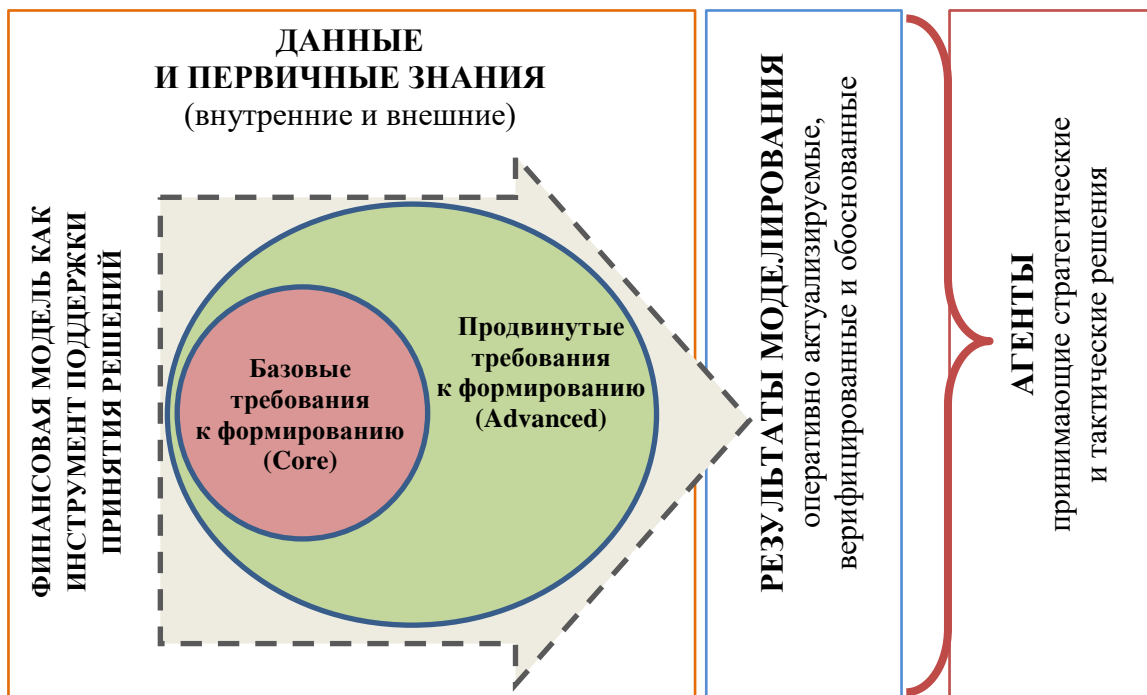 ДАННЫЕ
И ПЕРВИЧНЫЕ ЗНАНИЯ
(внутренние и внешние)
ФИНАНСОВАЯ МОДЕЛЬ КАК
ИНСТРУМЕНТ ПОДДЕРЖКИ
ПРИНЯТИЯ РЕШЕНИЙ
Базовые
требования
к формированию
(Core)
Продвинутые
требования
к формированию
(Advanced)
РЕЗУЛЬТАТЫ МОДЕЛИРОВАНИЯ
оперативно актуализируемые,
верифицированные и обоснованные
АГЕНТЫ
принимающие стратегические
и тактические решения